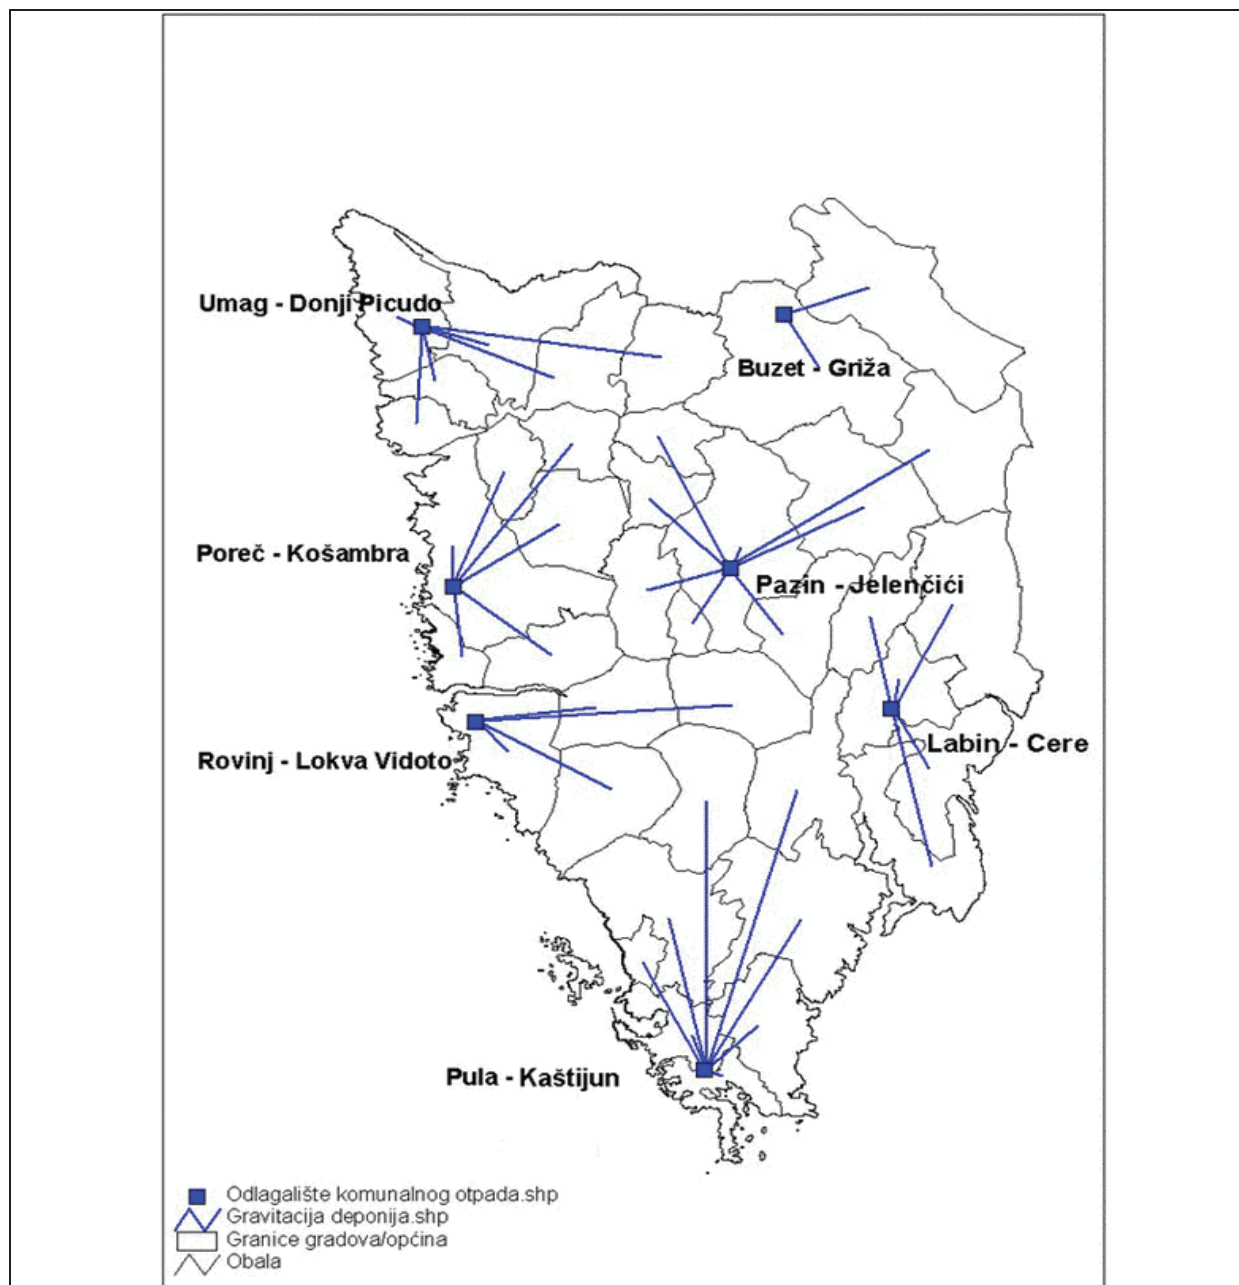 Umag - Donji Picudo
Buzet - Griža
Poreč - Košambra
Pazin - Jelenčići
Labin - Cere
Rovinj - Lokva Vidoto
Pula - Kaštijun
Odlagalište komunalnog otpada.shp
Gravitacija deponija.shp
Granice gradova/općina
Obala